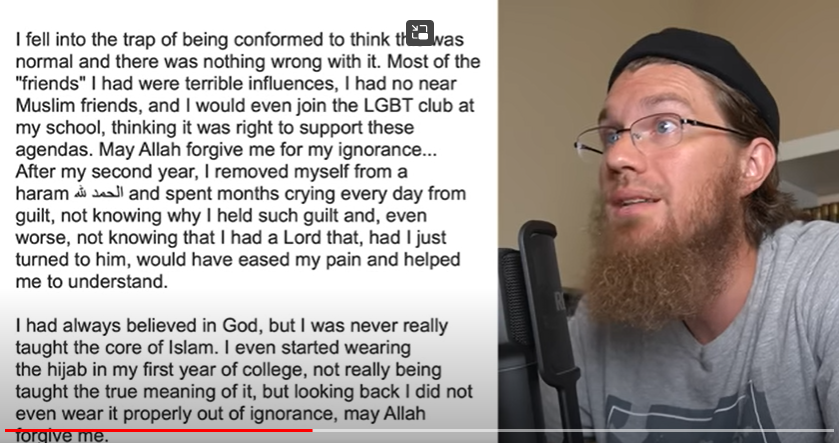 I fell into the trap of being conformed to think was
normal and there was nothing wrong with it. Most of the
"friends" I had were terrible influences, I had no near
Muslim friends, and I would even join the LGBT club at
my school, thinking it was right to support these
agendas. May Allah forgive me for my ignorance...
After my second year, I removed myself from a
haram الحمد لله and spent months crying every day from
guilt, not knowing why I held such guilt and, even
worse, not knowing that I had a Lord that, had I just
turned to him, would have eased my pain and helped
me to understand.
I had always believed in God, but I was never really
taught the core of Islam. I even started wearing
the hijab in my first year of college, not really being
taught the true meaning of it, but looking back I did not
even wear it properly out of ignorance, may Allah
forgive me.